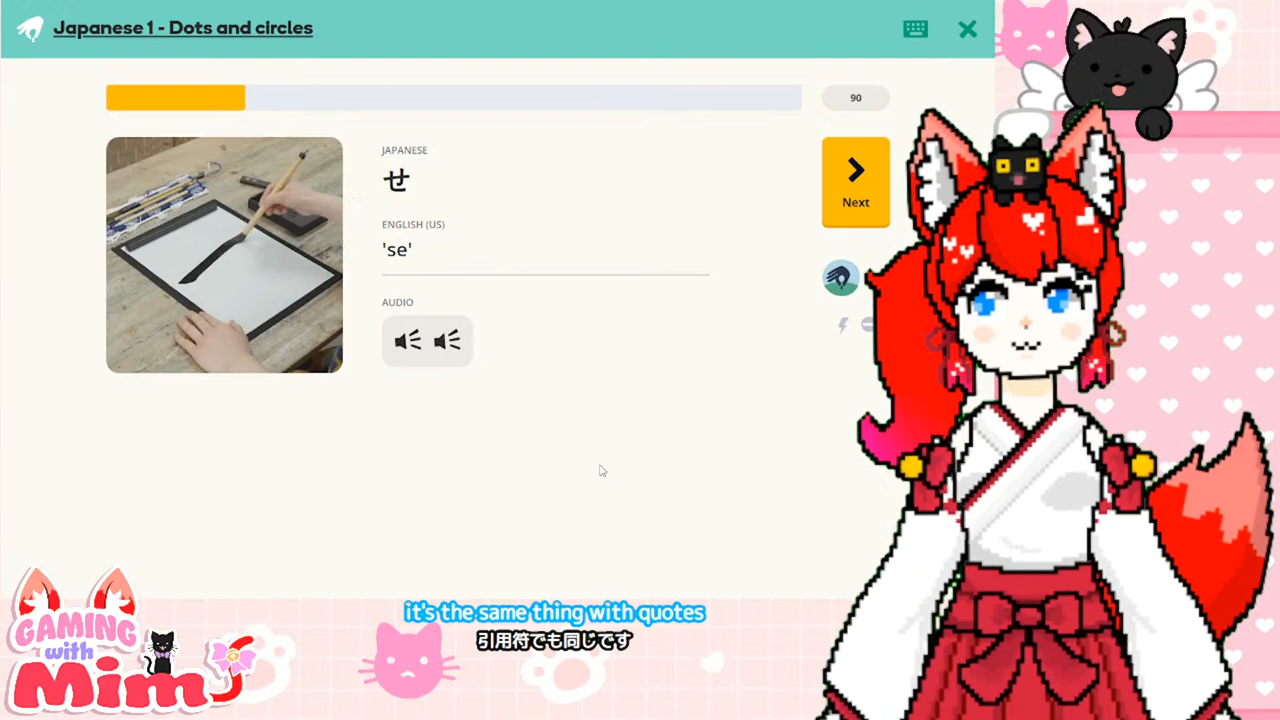 Japanese 1 - Dots and circles
90
JAPANESE
せ
ENGLISH (US)
'se'
AUDIO
Next
it's the same thing with quotes
引用符でも同じです
GAMING
with
Mim